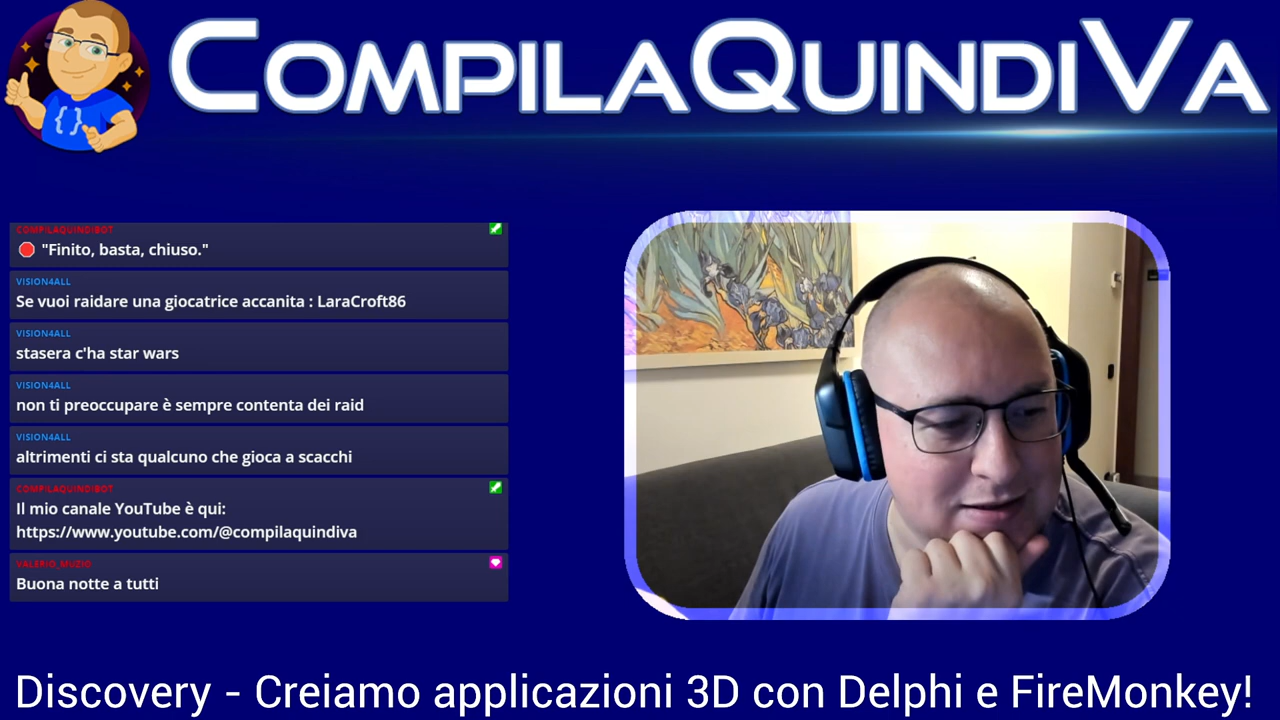 COMPILAQUINDIVA
{ }
COMPILAQUINDIBOT
"Finito, basta, chiuso."
VISION4ALL
Se vuoi raidare una giocatrice accanita : LaraCroft86
VISION4ALL
stasera c'ha star wars
VISION4ALL
non ti preoccupare è sempre contenta dei raid
VISION4ALL
altrimenti ci sta qualcuno che gioca a scacchi
COMPILAQUINDIBOT
Il mio canale YouTube è qui:
https://www.youtube.com/@compilaquindiva
VALERIO_MUZIO
Buona notte a tutti
Discovery - Creiamo applicazioni 3D con Delphi e FireMonkey!